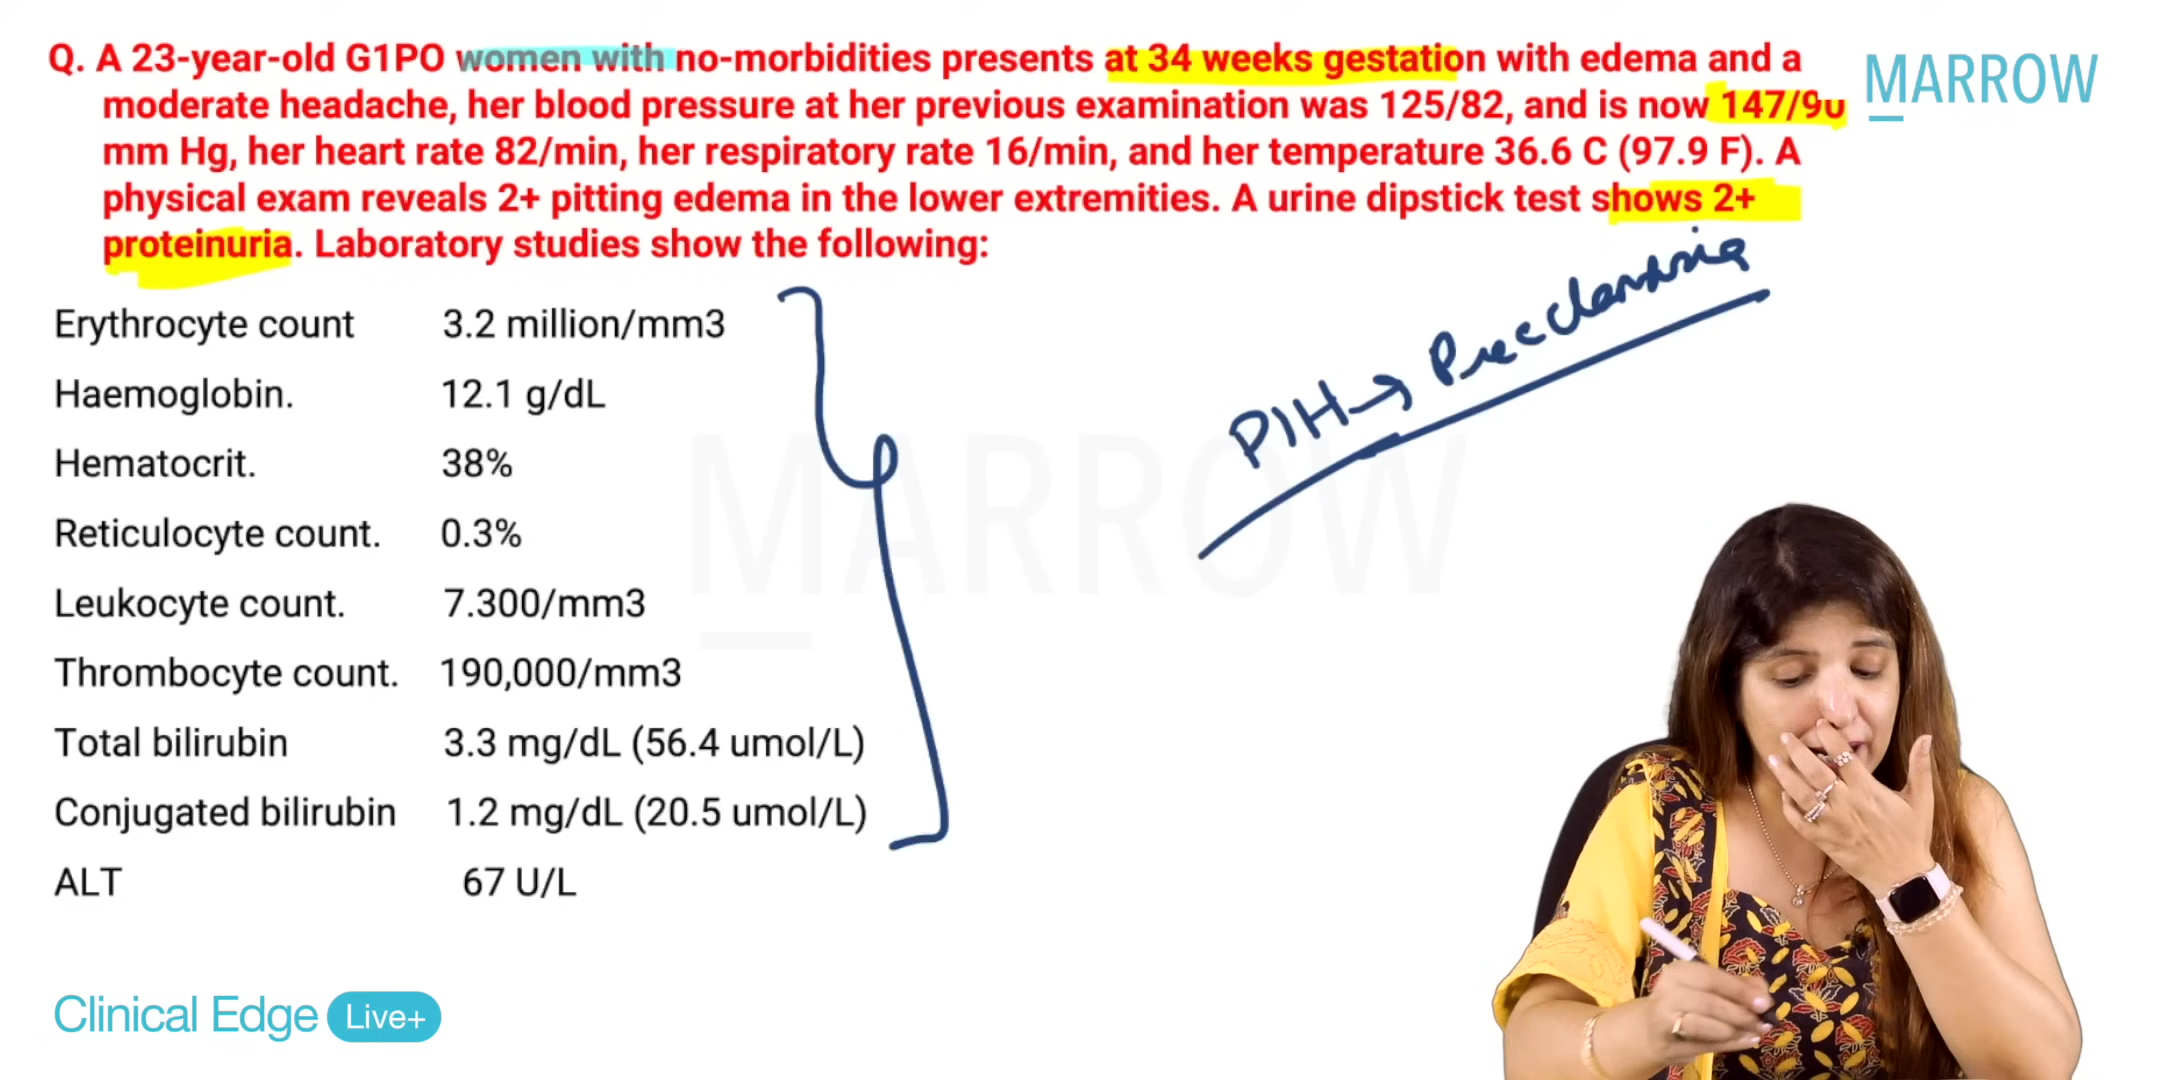 Q. A 23-year-old G1PO women with no-morbidities presents at 34 weeks gestation with edema and a
moderate headache, her blood pressure at her previous examination was 125/82, and is now 147/90
mm Hg, her heart rate 82/min, her respiratory rate 16/min, and her temperature 36.6 C (97.9 F). A
physical exam reveals 2+ pitting edema in the lower extremities. A urine dipstick test shows 2+
proteinuria. Laboratory studies show the following:
MARROW
Erythrocyte count 3.2 million/mm3
Haemoglobin. 12.1 g/dL
Hematocrit. 38%
Reticulocyte count. 0.3%
Leukocyte count. 7.300/mm3
Thrombocyte count. 190,000/mm3
Total bilirubin 3.3 mg/dL (56.4 umol/L)
Conjugated bilirubin 1.2 mg/dL (20.5 umol/L)
ALT 67 U/L
PIH → Preeclampsia
MARROW
Clinical Edge Live+